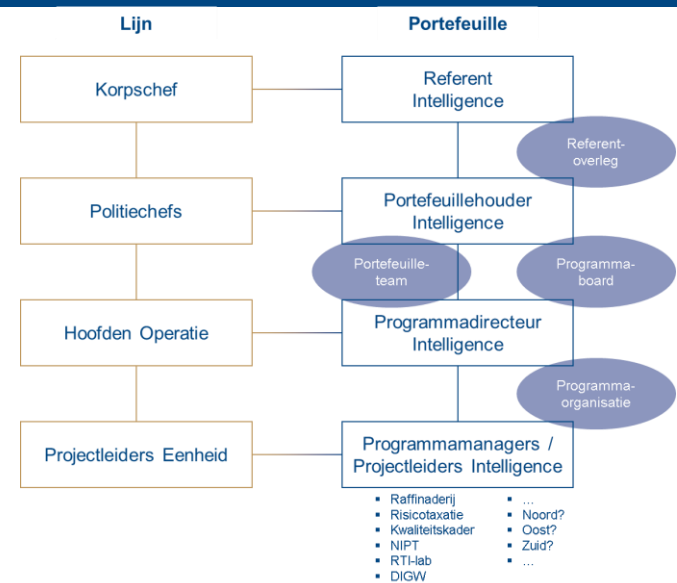 Lijn
Portefeuille
Korpschef
Referent
Intelligence
Referent-
overleg
Politiechefs
Portefeuillehouder
Intelligence
Portefeuille-
team
Programma-
board
Hoofden Operatie
Programmadirecteur
Intelligence
Programma-
organisatie
Projectleiders Eenheid
Programmamanagers /
Projectleiders Intelligence
▪ Raffinaderij
▪ Risicotaxatie
▪ Kwaliteitskader
▪ NIPT
▪ RTI-lab
▪ DIGW
▪ ...
▪ Noord?
▪ Oost?
▪ Zuid?
▪ ...